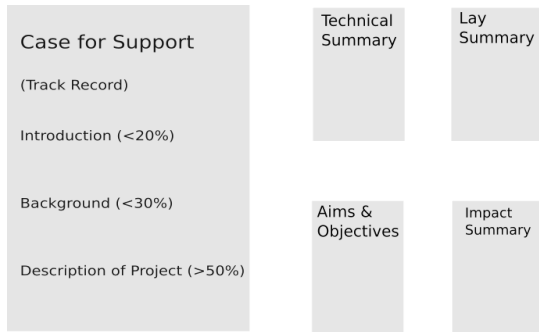 Case for Support
(Track Record)
Introduction (<20%)
Background (<30%)
Description of Project (>50%)
Technical
Summary
Lay
Summary
Aims &
Objectives
Impact
Summary